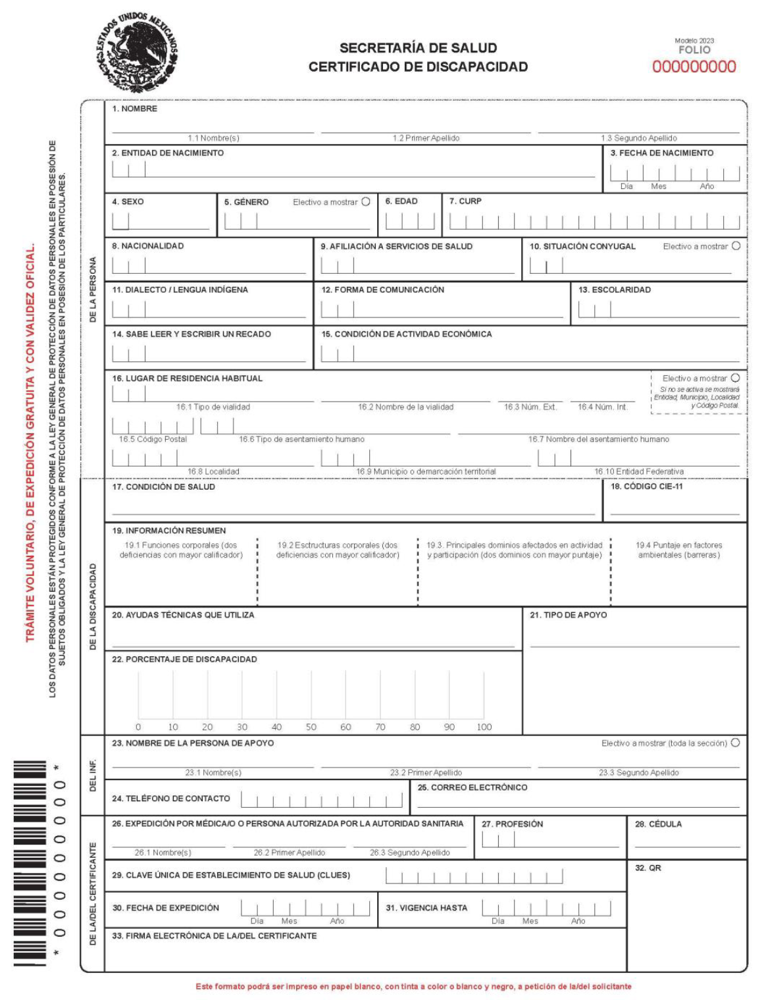 ESTADOS UNIDOS MEXICANOS
SECRETARÍA DE SALUD
CERTIFICADO DE DISCAPACIDAD
Modelo 2023
FOLIO
000000000
TRÁMITE VOLUNTARIO, DE EXPEDICIÓN GRATUITA Y CON VALIDEZ OFICIAL.
LOS DATOS PERSONALES ESTÁN PROTEGIDOS CONFORME A LA LEY GENERAL DE PROTECCIÓN DE DATOS PERSONALES EN POSESIÓN DE
SUJETOS OBLIGADOS Y LA LEY GENERAL DE PROTECCIÓN DE DATOS PERSONALES EN POSESIÓN DE LOS PARTICULARES.
* 000000000 *
DE LA PERSONA
1. NOMBRE
1.1 Nombre(s) 1.2 Primer Apellido 1.3 Segundo Apellido
2. ENTIDAD DE NACIMIENTO 3. FECHA DE NACIMIENTO
Día Mes Año
4. SEXO 5. GÉNERO Electivo a mostrar 6. EDAD 7. CURP
8. NACIONALIDAD 9. AFILIACIÓN A SERVICIOS DE SALUD 10. SITUACIÓN CONYUGAL Electivo a mostrar
11. DIALECTO / LENGUA INDÍGENA 12. FORMA DE COMUNICACIÓN 13. ESCOLARIDAD
14. SABE LEER Y ESCRIBIR UN RECADO 15. CONDICIÓN DE ACTIVIDAD ECONÓMICA
16. LUGAR DE RESIDENCIA HABITUAL Electivo a mostrar
Si no se activa se mostrará
Entidad, Municipio, Localidad
y Código Postal.
16.1 Tipo de vialidad 16.2 Nombre de la vialidad 16.3 Núm. Ext. 16.4 Núm. Int.
16.5 Código Postal 16.6 Tipo de asentamiento humano 16.7 Nombre del asentamiento humano
16.8 Localidad 16.9 Municipio o demarcación territorial 16.10 Entidad Federativa
DE LA DISCAPACIDAD
17. CONDICIÓN DE SALUD 18. CÓDIGO CIE-11
19. INFORMACIÓN RESUMEN
19.1 Funciones corporales (dos
deficiencias con mayor calificador)
19.2 Esctructuras corporales (dos
deficiencias con mayor calificador)
19.3. Principales dominios afectados en actividad
y participación (dos dominios con mayor puntaje)
19.4 Puntaje en factores
ambientales (barreras)
20. AYUDAS TÉCNICAS QUE UTILIZA 21. TIPO DE APOYO
22. PORCENTAJE DE DISCAPACIDAD
0 10 20 30 40 50 60 70 80 90 100
DEL INF.
23. NOMBRE DE LA PERSONA DE APOYO Electivo a mostrar (toda la sección)
23.1 Nombre(s) 23.2 Primer Apellido 23.3 Segundo Apellido
24. TELÉFONO DE CONTACTO 25. CORREO ELECTRÓNICO
DE LA/DEL CERTIFICANTE
26. EXPEDICIÓN POR MÉDICA/O O PERSONA AUTORIZADA POR LA AUTORIDAD SANITARIA 27. PROFESIÓN 28. CÉDULA
26.1 Nombre(s) 26.2 Primer Apellido 26.3 Segundo Apellido
29. CLAVE ÚNICA DE ESTABLECIMIENTO DE SALUD (CLUES) 32. QR
30. FECHA DE EXPEDICIÓN 31. VIGENCIA HASTA
Día Mes Año Día Mes Año
33. FIRMA ELECTRÓNICA DE LA/DEL CERTIFICANTE
Este formato podrá ser impreso en papel blanco, con tinta a color o blanco y negro, a petición de la/del solicitante